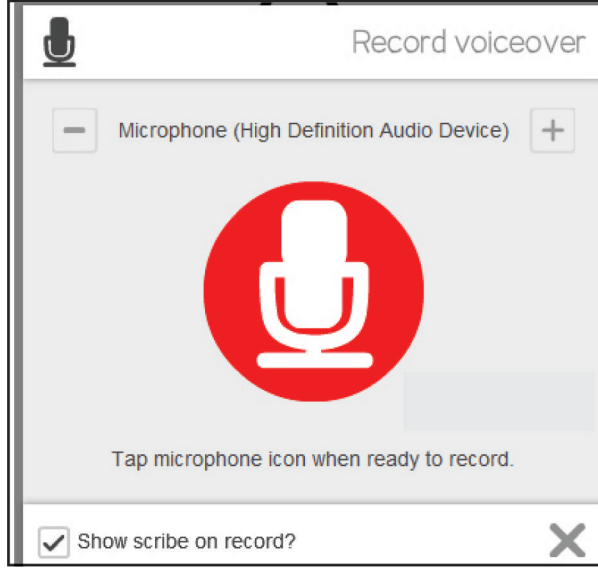 Record voiceover
Microphone (High Definition Audio Device)
Tap microphone icon when ready to record.
Show scribe on record?